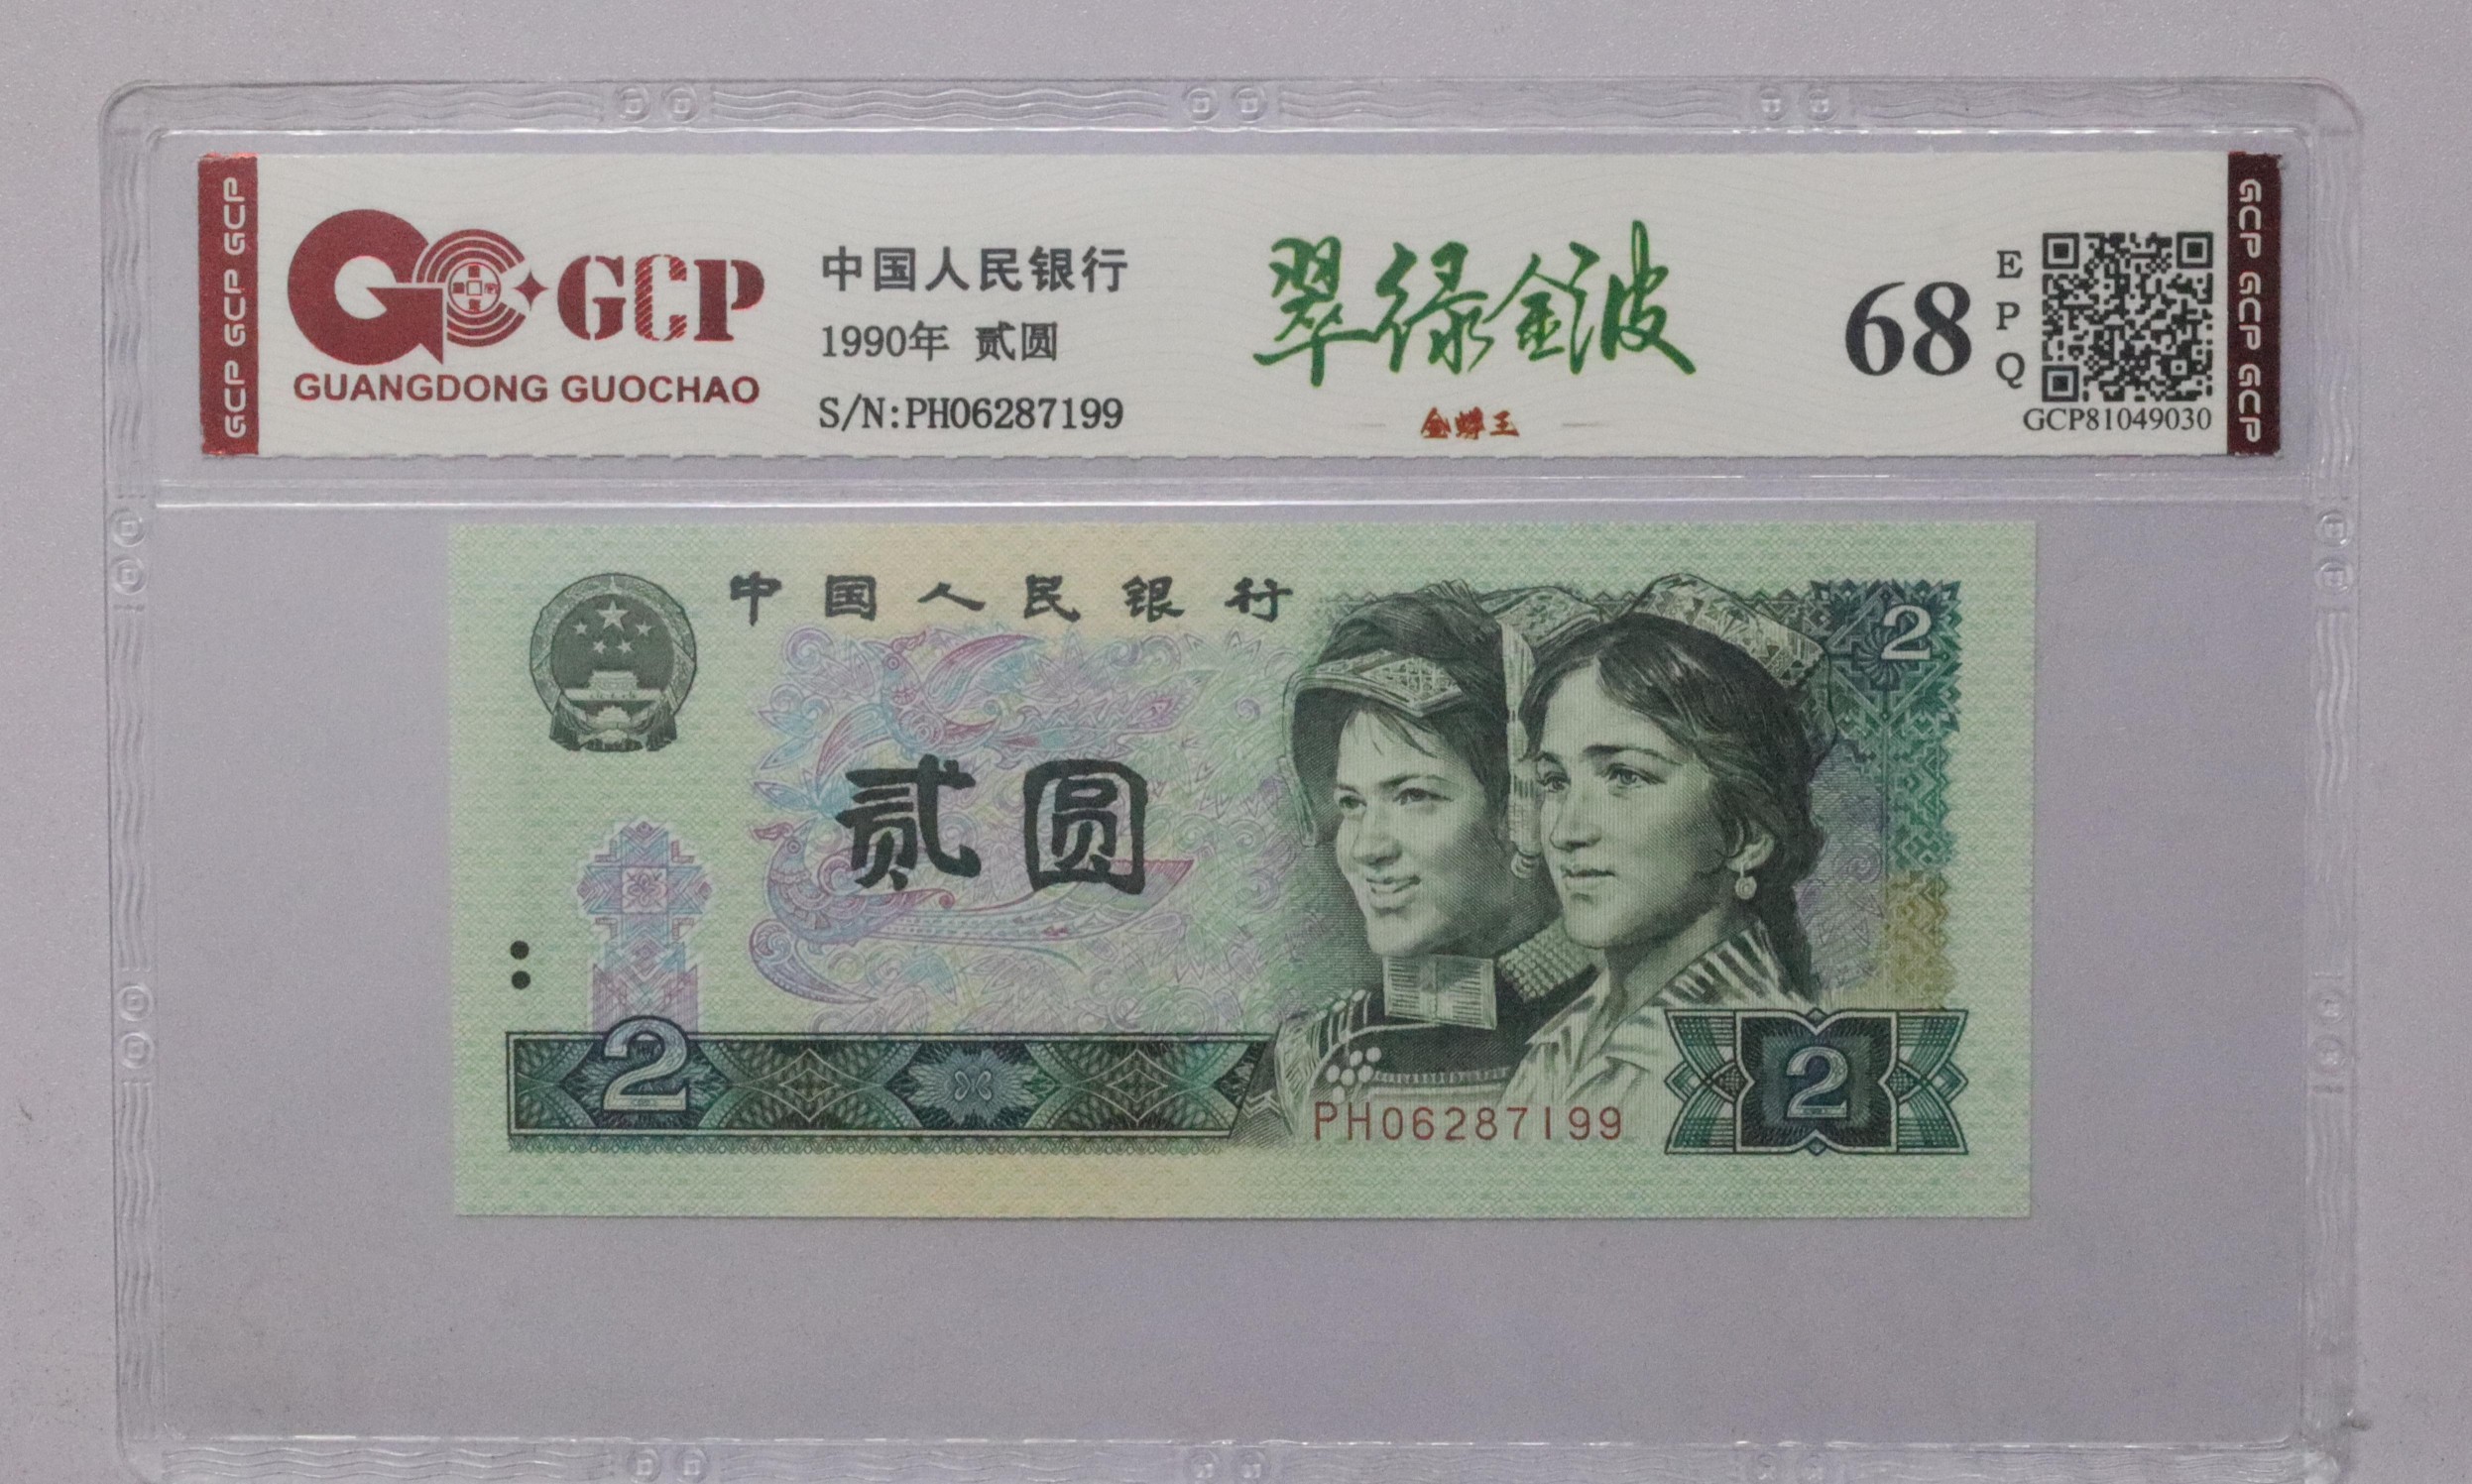 GCP GCP GCP
GCP
GUANGDONG GUOCHAO
中国人民银行
1990年 贰圆
S/N:PH06287199
翠绿金波
金蟒王
68
EPQ
GCP81049030
GCP GCP GCP
中国人民银行
2
贰圆
2
PH06287199
2